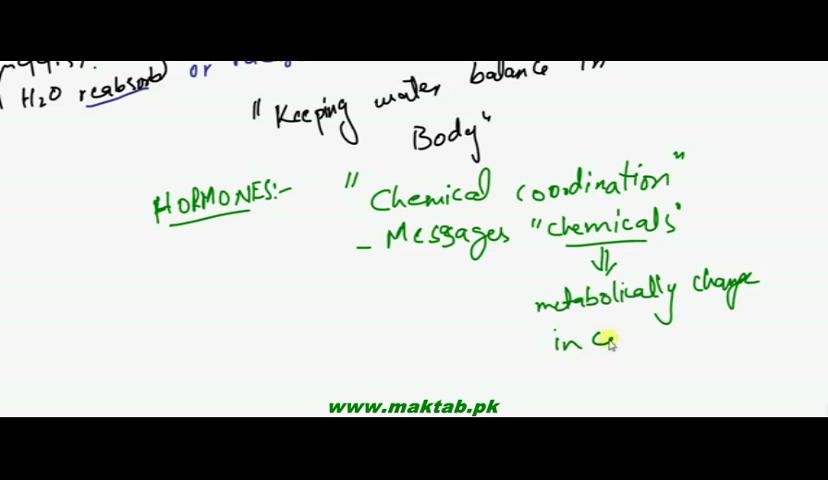 H2O reabsorb or
"Keeping water balance in
Body"
HORMONES:- "Chemical coordination"
- Messages "chemicals"
metabolically change
in c
www.maktab.pk